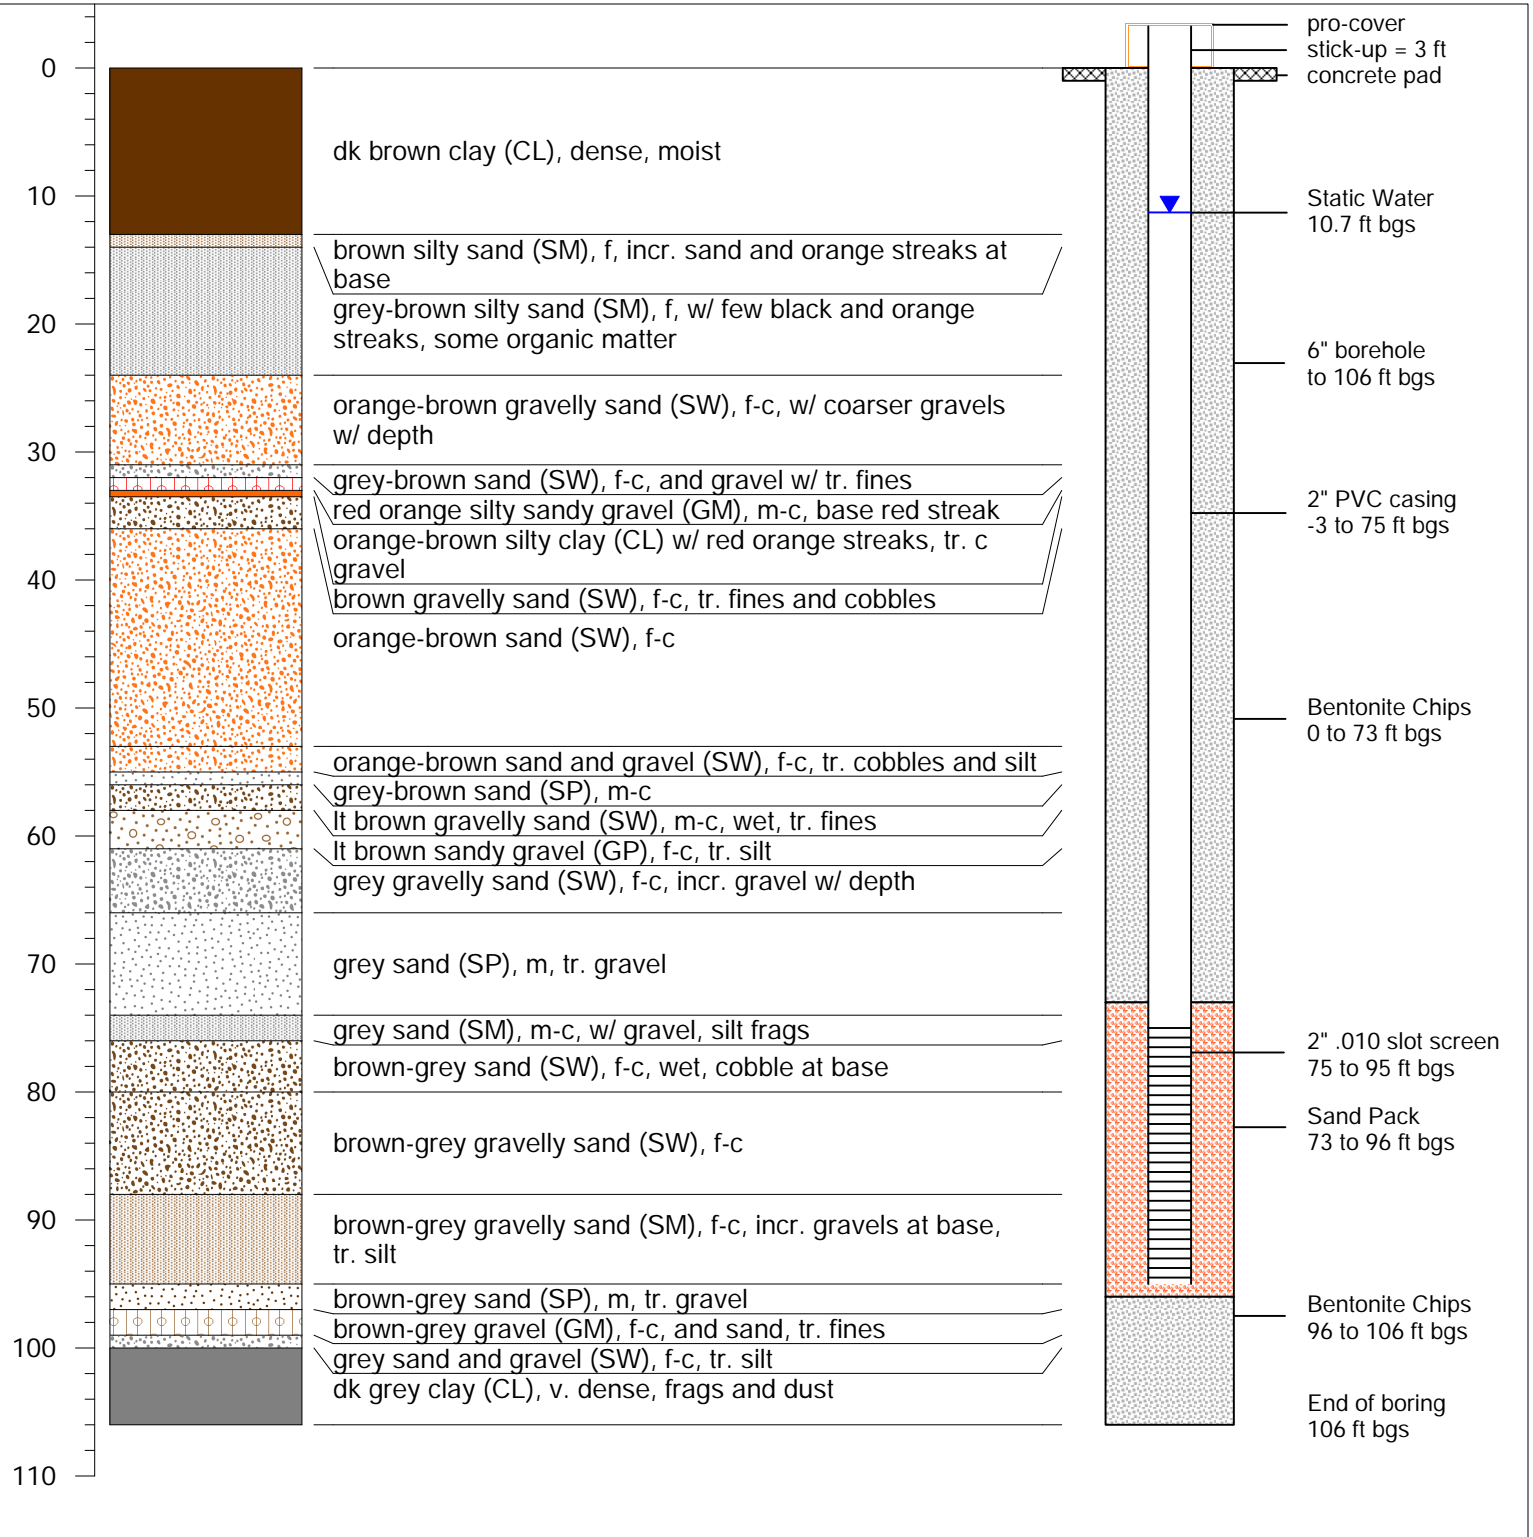 0
10
20
30
40
50
60
70
80
90
100
110
dk brown clay (CL), dense, moist
brown silty sand (SM), f, incr. sand and orange streaks at
base
grey-brown silty sand (SM), f, w/ few black and orange
streaks, some organic matter
orange-brown gravelly sand (SW), f-c, w/ coarser gravels
w/ depth
grey-brown sand (SW), f-c, and gravel w/ tr. fines
red orange silty sandy gravel (GM), m-c, base red streak
orange-brown silty clay (CL) w/ red orange streaks, tr. c
gravel
brown gravelly sand (SW), f-c, tr. fines and cobbles
orange-brown sand (SW), f-c
orange-brown sand and gravel (SW), f-c, tr. cobbles and silt
grey-brown sand (SP), m-c
lt brown gravelly sand (SW), m-c, wet, tr. fines
lt brown sandy gravel (GP), f-c, tr. silt
grey gravelly sand (SW), f-c, incr. gravel w/ depth
grey sand (SP), m, tr. gravel
grey sand (SM), m-c, w/ gravel, silt frags
brown-grey sand (SW), f-c, wet, cobble at base
brown-grey gravelly sand (SW), f-c
brown-grey gravelly sand (SM), f-c, incr. gravels at base,
tr. silt
brown-grey sand (SP), m, tr. gravel
brown-grey gravel (GM), f-c, and sand, tr. fines
grey sand and gravel (SW), f-c, tr. silt
dk grey clay (CL), v. dense, frags and dust
pro-cover
stick-up = 3 ft
concrete pad
Static Water
10.7 ft bgs
6" borehole
to 106 ft bgs
2" PVC casing
-3 to 75 ft bgs
Bentonite Chips
0 to 73 ft bgs
2" .010 slot screen
75 to 95 ft bgs
Sand Pack
73 to 96 ft bgs
Bentonite Chips
96 to 106 ft bgs
End of boring
106 ft bgs